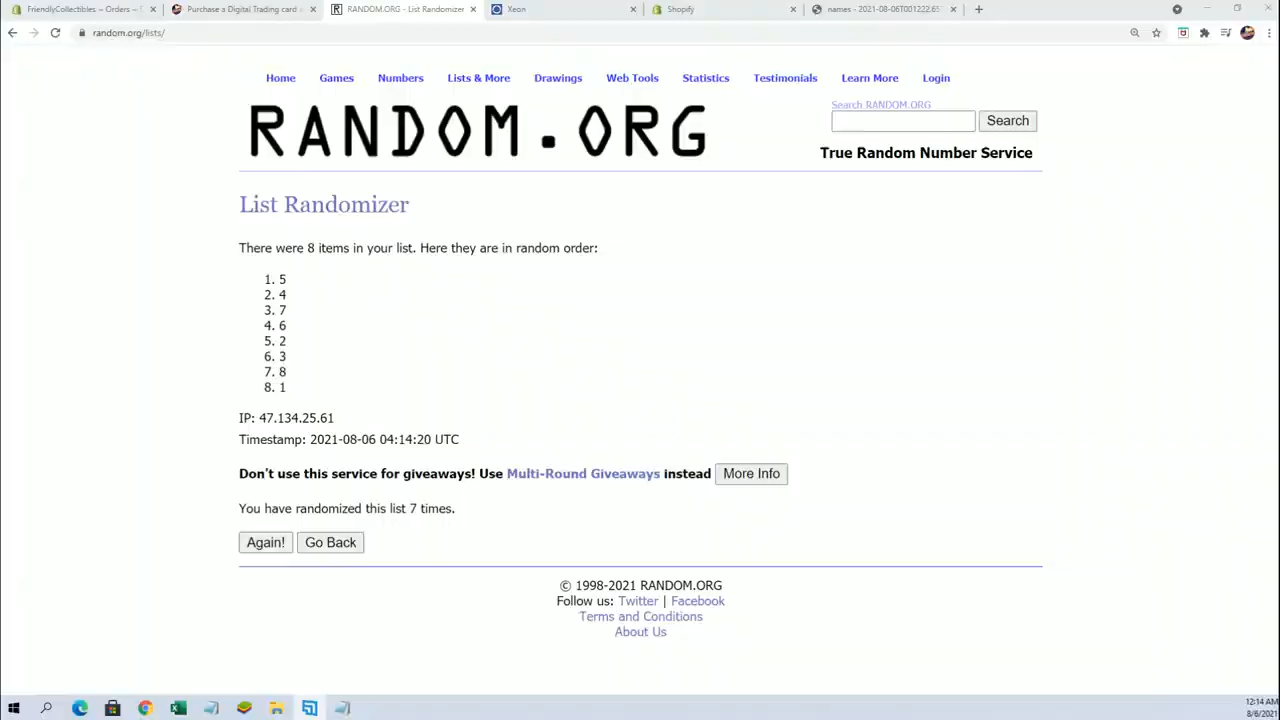 FriendlyCollectibles ~ Orders ~
Purchase a Digital Trading card
RANDOM.ORG - List Randomizer
Xeon
Shopify
names - 2021-08-06T001222.65
random.org/lists/
Home Games Numbers Lists & More Drawings Web Tools Statistics Testimonials Learn More Login
RANDOM.ORG
Search RANDOM.ORG
Search
True Random Number Service
List Randomizer
There were 8 items in your list. Here they are in random order:
1. 5
2. 4
3. 7
4. 6
5. 2
6. 3
7. 8
8. 1
IP: 47.134.25.61
Timestamp: 2021-08-06 04:14:20 UTC
Don't use this service for giveaways! Use Multi-Round Giveaways instead More Info
You have randomized this list 7 times.
Again! Go Back
© 1998-2021 RANDOM.ORG
Follow us: Twitter | Facebook
Terms and Conditions
About Us
12:14 AM
8/6/2021